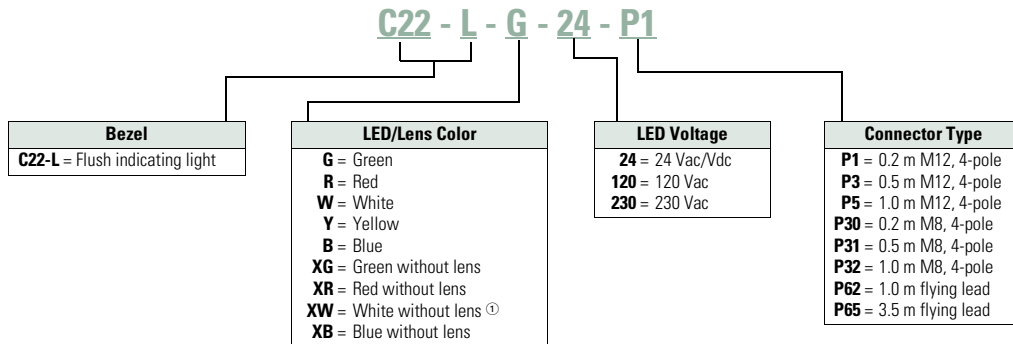 C22 - L - G - 24 - P1
Bezel
C22-L = Flush indicating light
LED/Lens Color
G = Green
R = Red
W = White
Y = Yellow
B = Blue
XG = Green without lens
XR = Red without lens
XW = White without lens ①
XB = Blue without lens
LED Voltage
24 = 24 Vac/Vdc
120 = 120 Vac
230 = 230 Vac
Connector Type
P1 = 0.2 m M12, 4-pole
P3 = 0.5 m M12, 4-pole
P5 = 1.0 m M12, 4-pole
P30 = 0.2 m M8, 4-pole
P31 = 0.5 m M8, 4-pole
P32 = 1.0 m M8, 4-pole
P62 = 1.0 m flying lead
P65 = 3.5 m flying lead